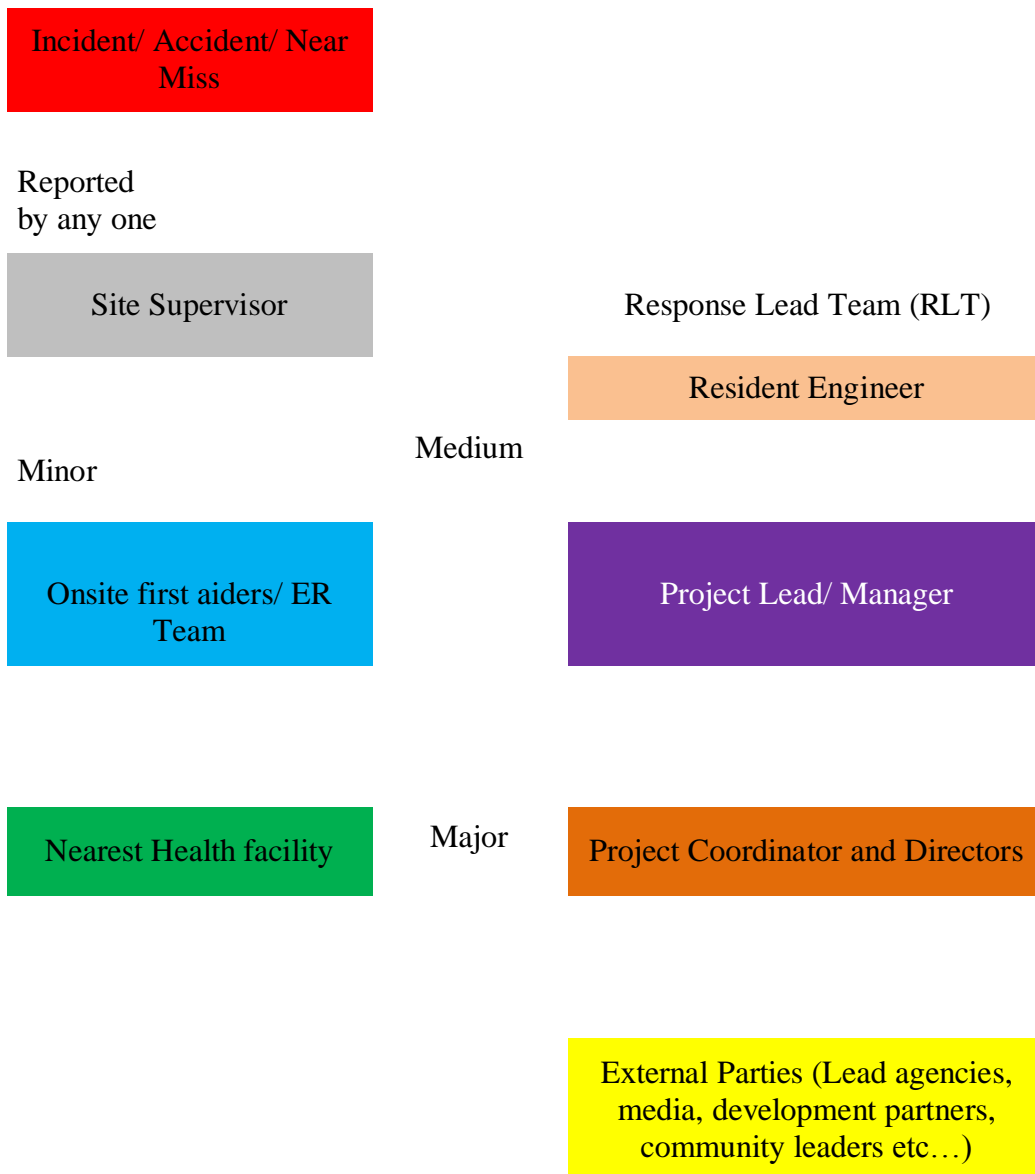 Incident/ Accident/ Near
Miss
Reported
by any one
Site Supervisor
Response Lead Team (RLT)
Resident Engineer
Medium
Minor
Onsite first aiders/ ER
Team
Project Lead/ Manager
Nearest Health facility
Major
Project Coordinator and Directors
External Parties (Lead agencies,
media, development partners,
community leaders etc…)